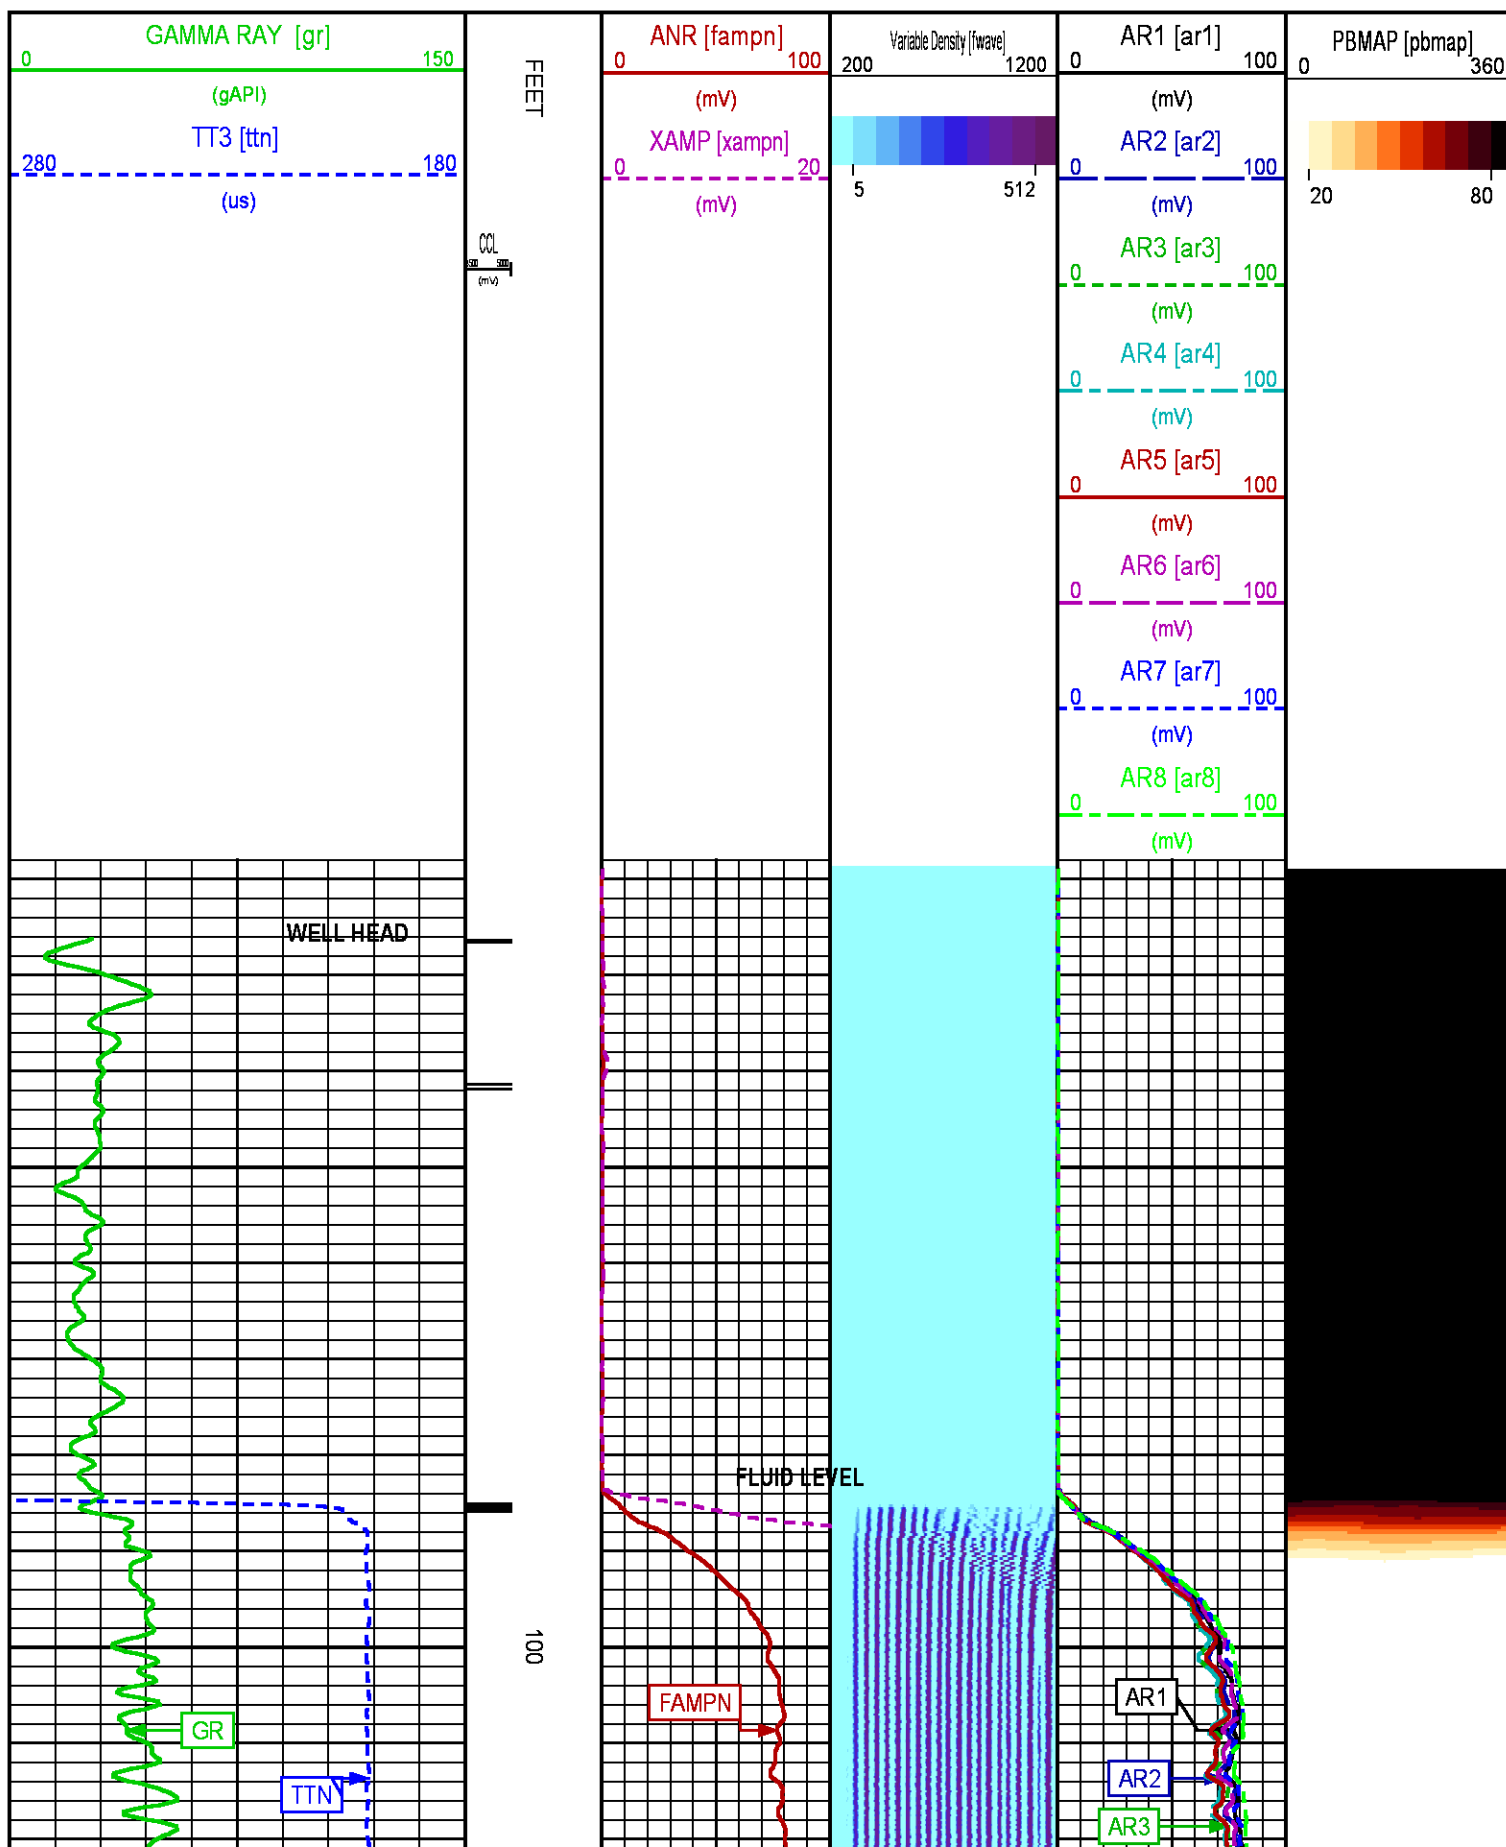 GAMMA RAY [gr]
0 150
(gAPI)
TT3 [ttn]
280 180
(us)
FEET
CCL
(mV)
ANR [fampn]
0 100
(mV)
XAMP [xampn]
0 20
(mV)
Variable Density [fwave]
200 1200
5 512
AR1 [ar1]
0 100
(mV)
AR2 [ar2]
0 100
(mV)
AR3 [ar3]
0 100
(mV)
AR4 [ar4]
0 100
(mV)
AR5 [ar5]
0 100
(mV)
AR6 [ar6]
0 100
(mV)
AR7 [ar7]
0 100
(mV)
AR8 [ar8]
0 100
(mV)
PBMAP [pbmap]
0 360
20 80
WELL HEAD
FLUID LEVEL
100
GR
TTN
FAMPN
AR1
AR2
AR3